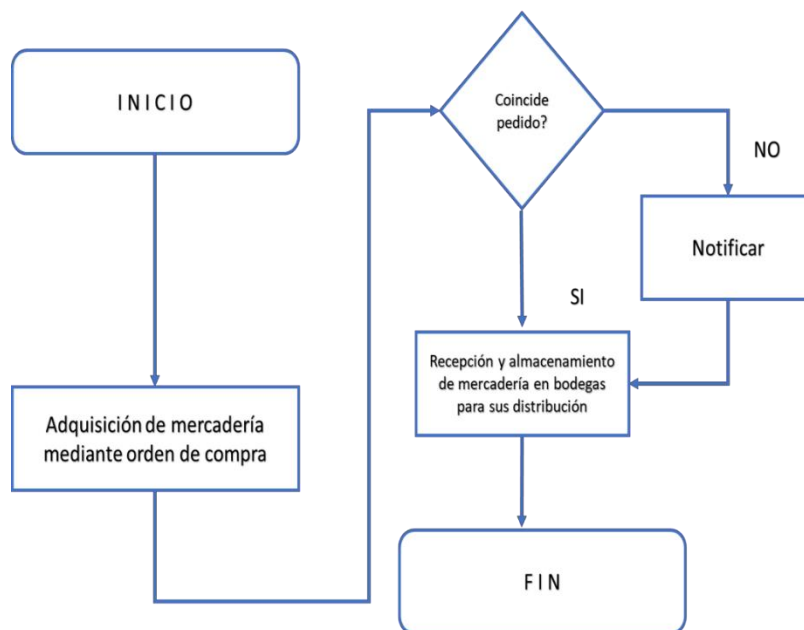 INICIO
Adquisición de mercadería
mediante orden de compra
Coincide
pedido?
NO
Notificar
SI
Recepción y almacenamiento
de mercadería en bodegas
para sus distribución
FIN